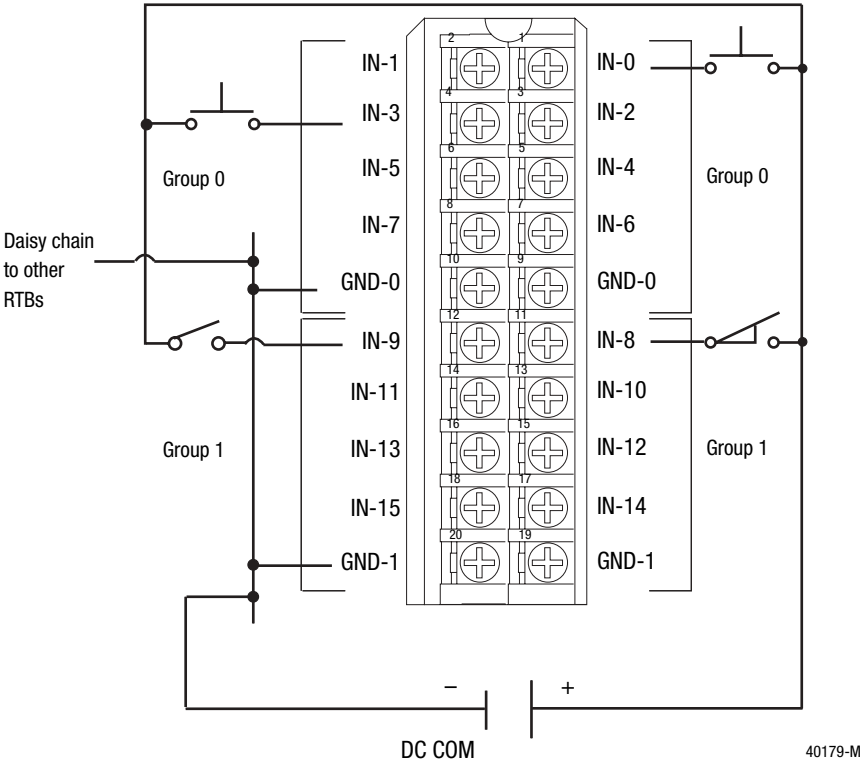 2 1
IN-1 IN-0
4 3
IN-3 IN-2
6 5
IN-5 IN-4
Group 0 Group 0
8 7
IN-7 IN-6
Daisy chain
to other
RTBs
10 9
GND-0 GND-0
12 11
IN-9 IN-8
14 13
IN-11 IN-10
16 15
IN-13 IN-12
Group 1 Group 1
18 17
IN-15 IN-14
20 19
GND-1 GND-1
– +
DC COM
40179-M